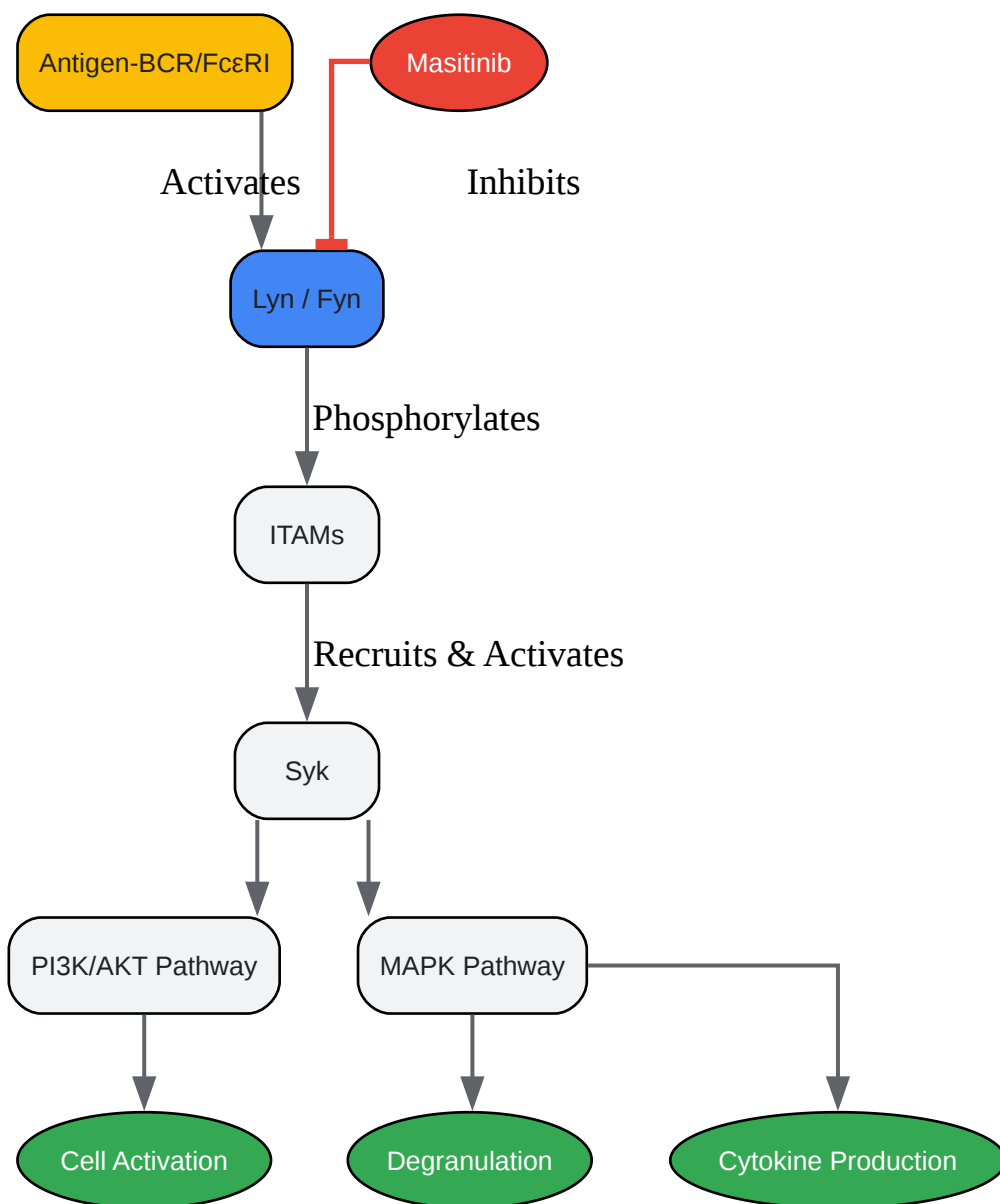 Antigen-BCR/FcεRI
Masitinib
Activates
Inhibits
Lyn / Fyn
Phosphorylates
ITAMs
Recruits & Activates
Syk
PI3K/AKT Pathway
MAPK Pathway
Cell Activation
Degranulation
Cytokine Production